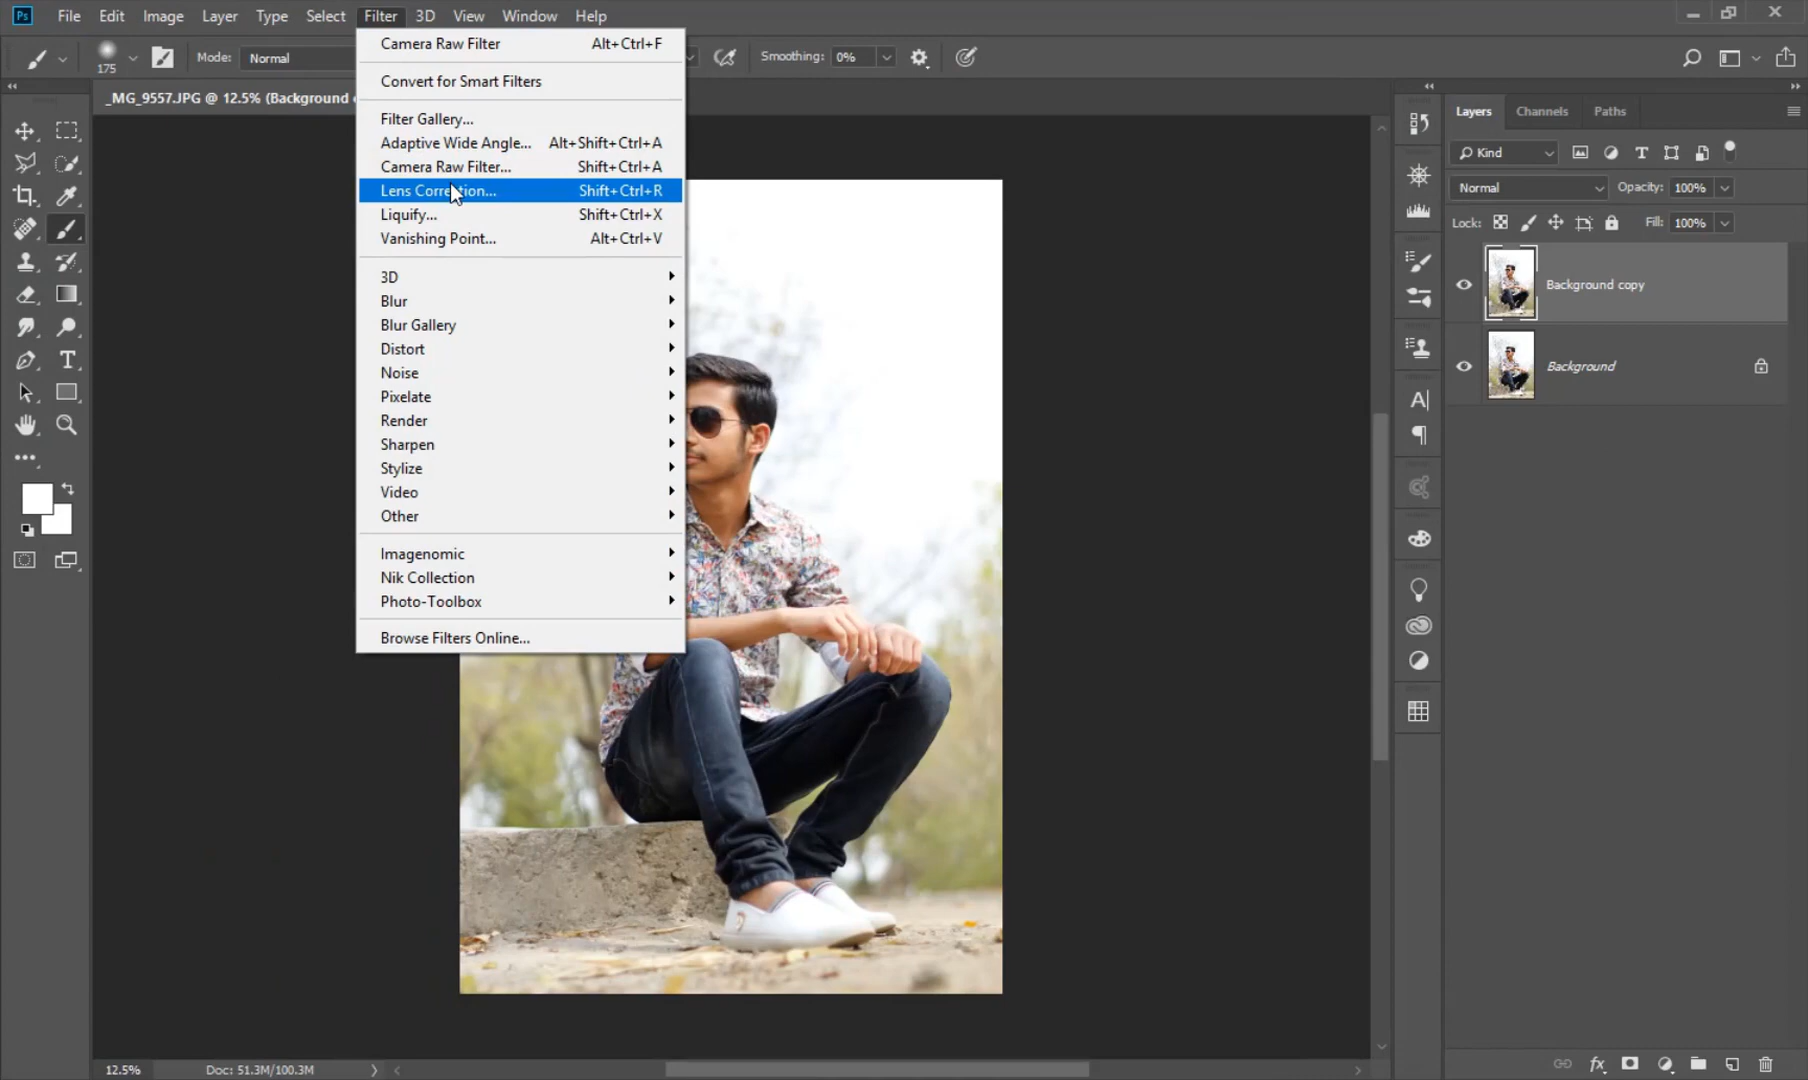 Ps File Edit Image Layer Type Select Filter 3D View Window Help
175 Mode: Normal Smoothing: 0%
_MG_9557.JPG @ 12.5% (Background
Camera Raw Filter Alt+Ctrl+F
Convert for Smart Filters
Filter Gallery...
Adaptive Wide Angle... Alt+Shift+Ctrl+A
Camera Raw Filter... Shift+Ctrl+A
Lens Correction... Shift+Ctrl+R
Liquify... Shift+Ctrl+X
Vanishing Point... Alt+Ctrl+V
3D
Blur
Blur Gallery
Distort
Noise
Pixelate
Render
Sharpen
Stylize
Video
Other
Imagenomic
Nik Collection
Photo-Toolbox
Browse Filters Online...
Layers Channels Paths
Kind
Normal Opacity: 100%
Lock: Fill: 100%
Background copy
Background
12.5% Doc: 51.3M/100.3M